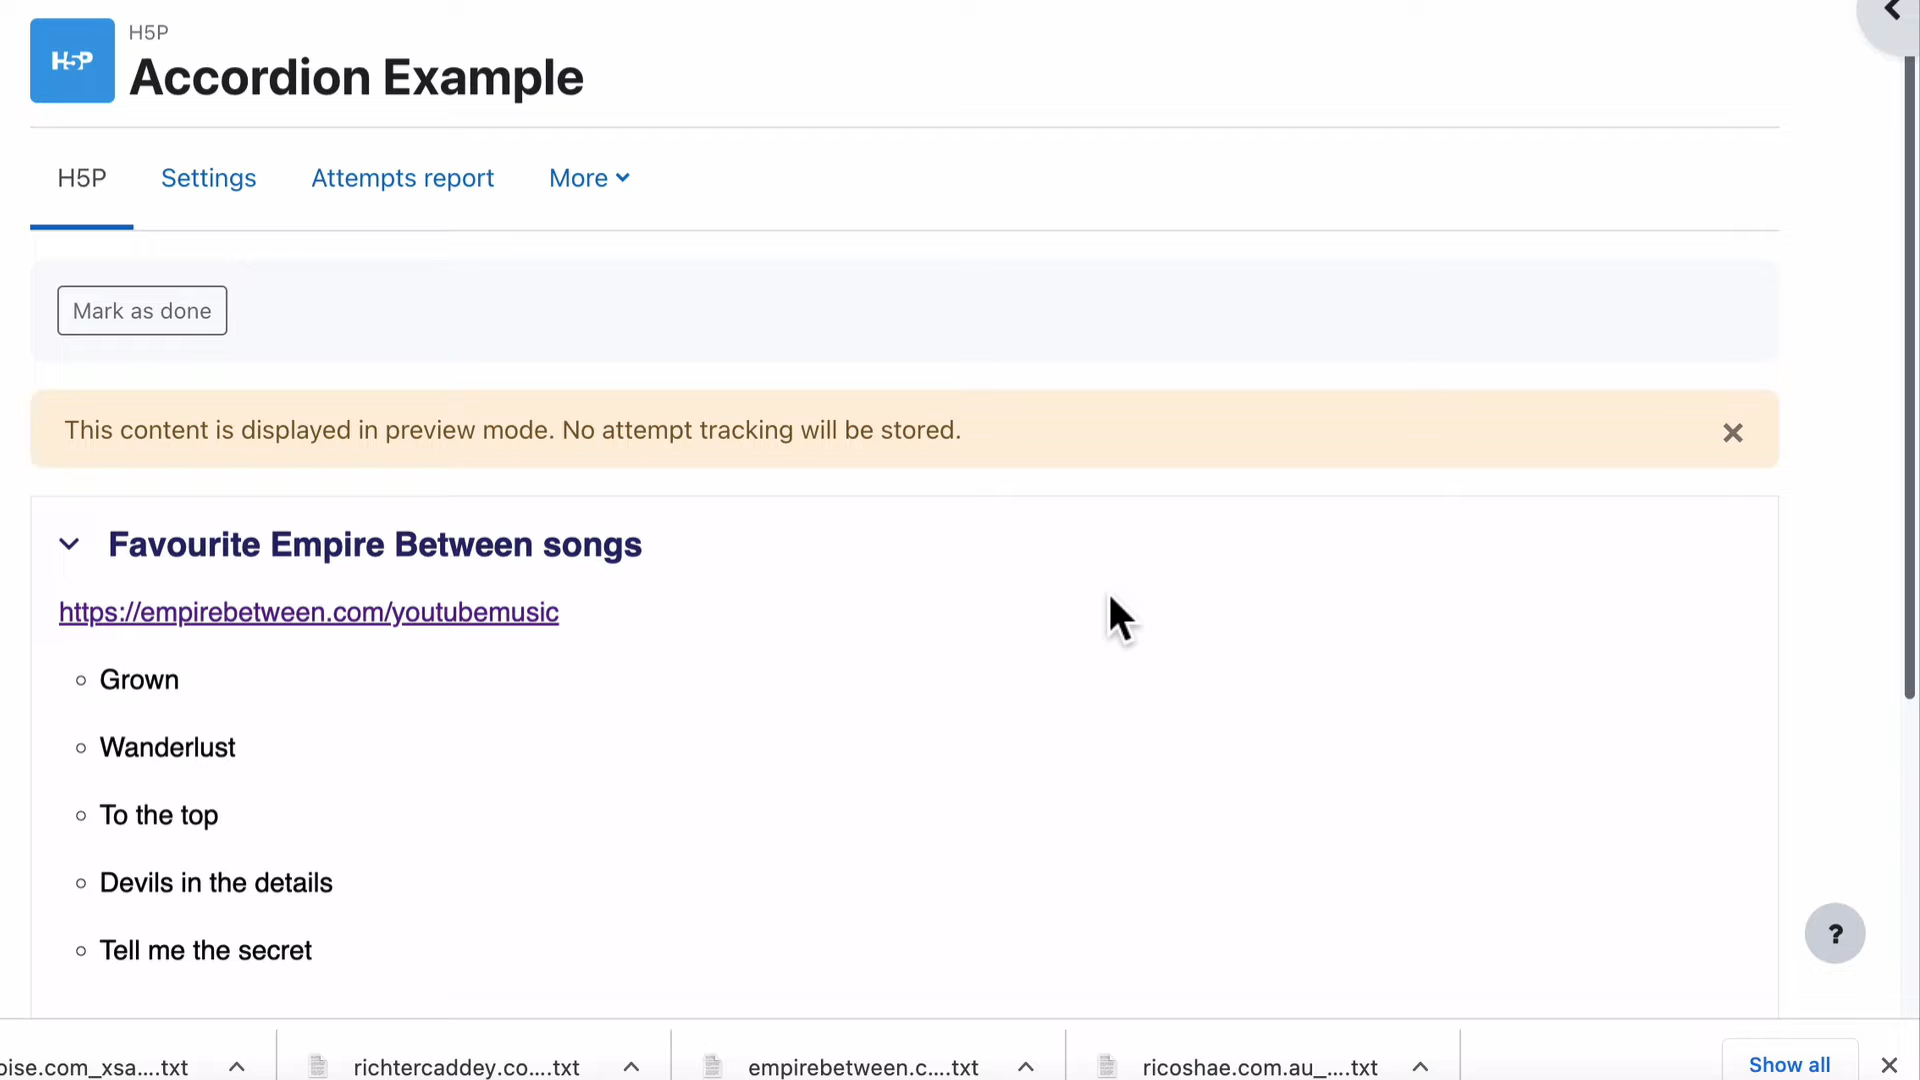 H5P
H5P
Accordion Example
H5P
Settings
Attempts report
More
Mark as done
This content is displayed in preview mode. No attempt tracking will be stored.
Favourite Empire Between songs
https://empirebetween.com/youtubemusic
Grown
Wanderlust
To the top
Devils in the details
Tell me the secret
?
oise.com_xsa....txt
richtercaddey.co....txt
empirebetween.c....txt
ricoshae.com.au_....txt
Show all